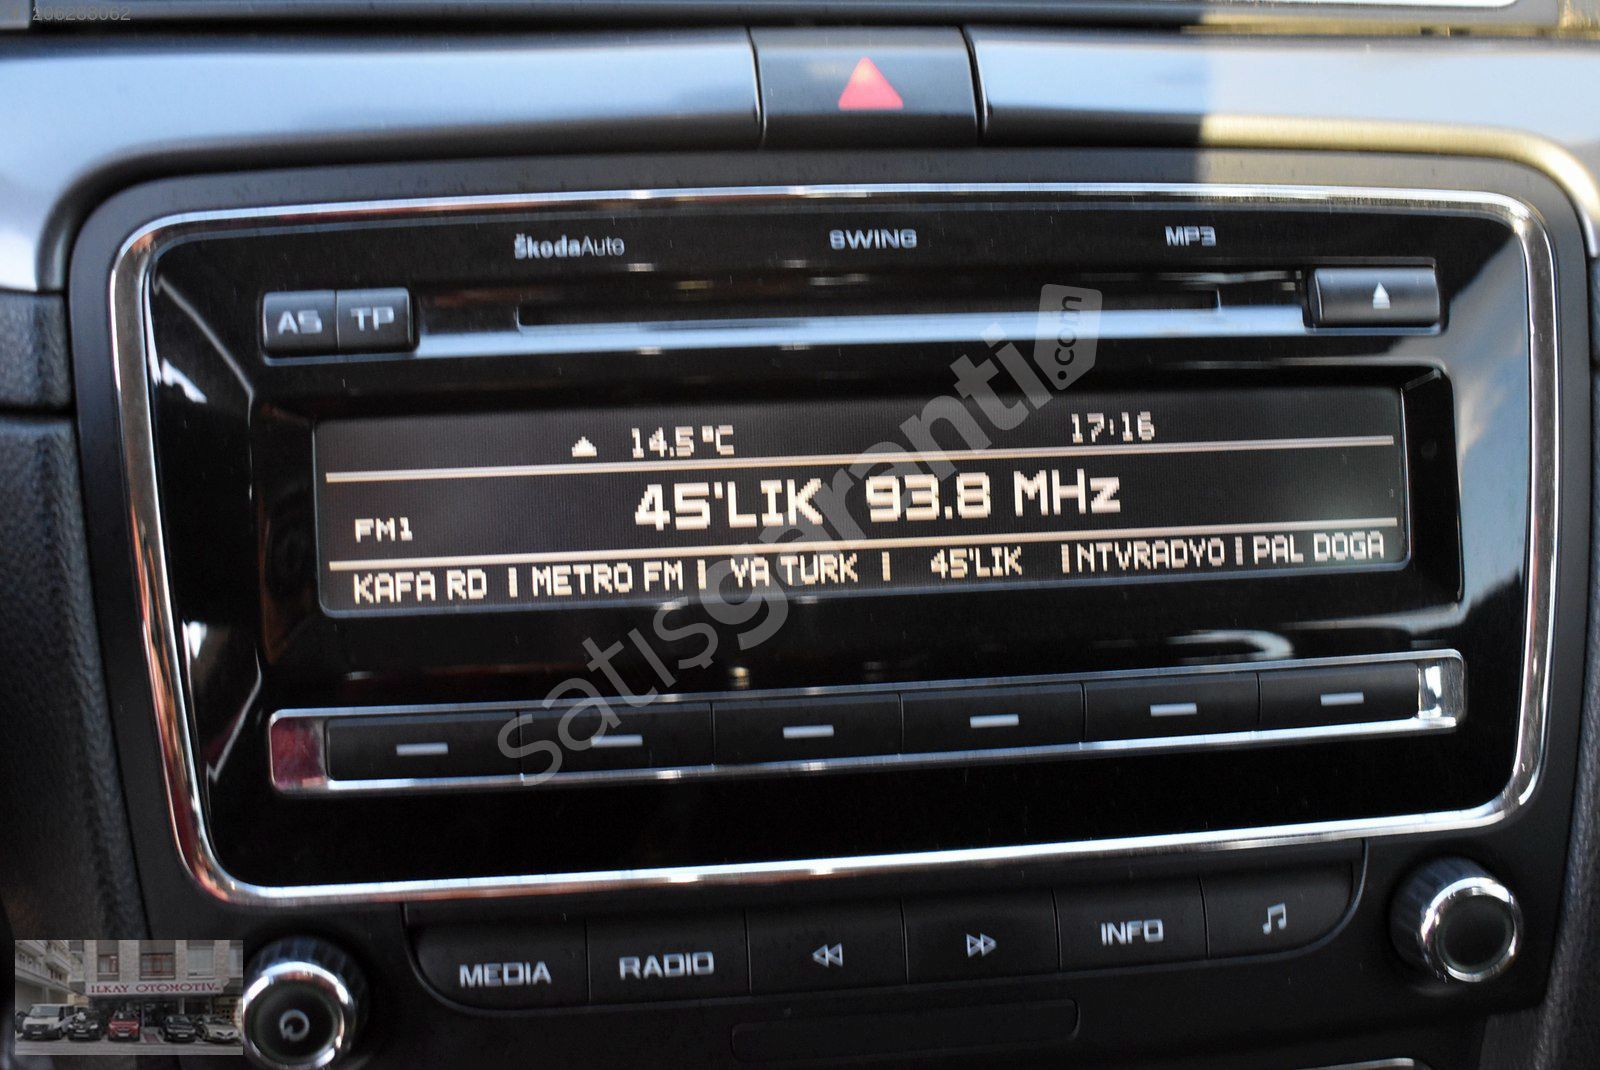 206288062
ŠkodaAuto SWING MP3
AS TP
14.5°C 17:16
FM1 45'LIK 93.8 MHz
KAFA RD METRO FM YA TURK 45'LIK NTVRADYO PAL DOGA
satışgaranti.com
MEDIA RADIO INFO
ILKAY OTOMOTIV